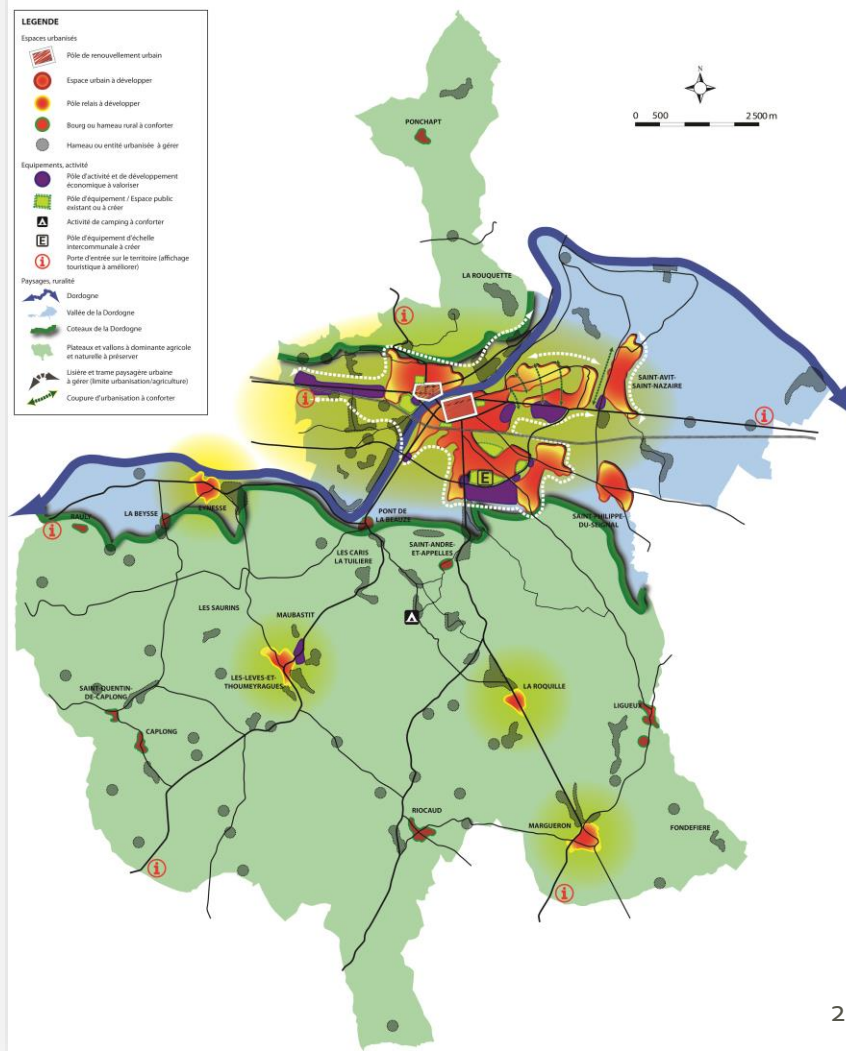 LEGENDE
Espaces urbanisés
Pôle de renouvellement urbain
Espace urbain à développer
Pôle relais à développer
Bourg ou hameau rural à conforter
Hameau ou entité urbanisée à gérer
Equipements, activité
Pôle d'activité et de développement
économique à valoriser
Pôle d'équipement / Espace public
existant ou à créer
Activité de camping à conforter
E
Pôle d'équipement d'échelle
intercommunale à créer
i
Porte d'entrée sur le territoire (affichage
touristique à améliorer)
Paysages, ruralité
Dordogne
Vallée de la Dordogne
Coteaux de la Dordogne
Plateaux et vallons à dominante agricole
et naturelle à préserver
Lisière et trame paysagère urbaine
à gérer (limite urbanisation/agriculture)
Coupure d'urbanisation à conforter
N
0 500 2 500 m
PONCHAPT
LA ROUQUETTE
i
i
SAINT-AVIT-
SAINT-NAZAIRE
i
E
EYNESSE
LA BEYSSE
PONT DE
LA BEAUZE
SAINT-PHILIPPE-
DU-SEIGNAL
i
SAINT-ANDRE-
ET-APPELLES
LES CARIS
LA TUILIERE
LES SAURINS
MAUBASTIT
LES-LEVES-ET-
THOUMEYRAGUES
LA ROQUILLE
SAINT-QUENTIN-
DE-CAPLONG
LIGUEUX
CAPLONG
RIOCAUD
MARGUERON
FONDEFIERE
i
i
2